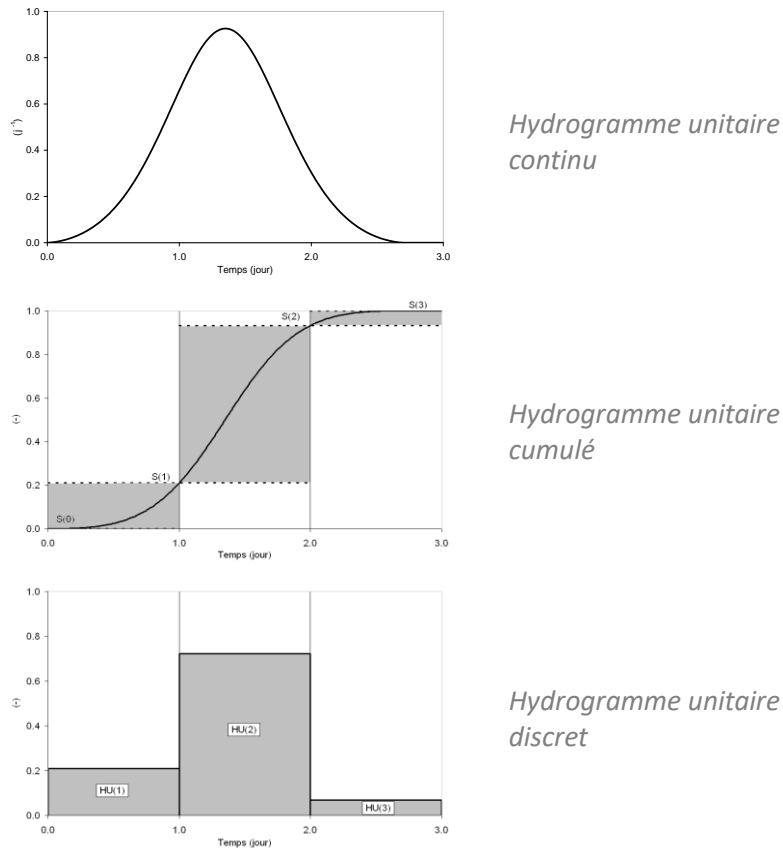 1.0
0.8
0.6
0.4
0.2
0.0
(j⁻¹)
0.0 1.0 2.0 3.0
Temps (jour)
Hydrogramme unitaire
continu
1.0
0.8
0.6
0.4
0.2
0.0
(-)
S(0)
S(1)
S(2)
S(3)
0.0 1.0 2.0 3.0
Temps (jour)
Hydrogramme unitaire
cumulé
1.0
0.8
0.6
0.4
0.2
0.0
(-)
HU(1)
HU(2)
HU(3)
0.0 1.0 2.0 3.0
Temps (jour)
Hydrogramme unitaire
discret